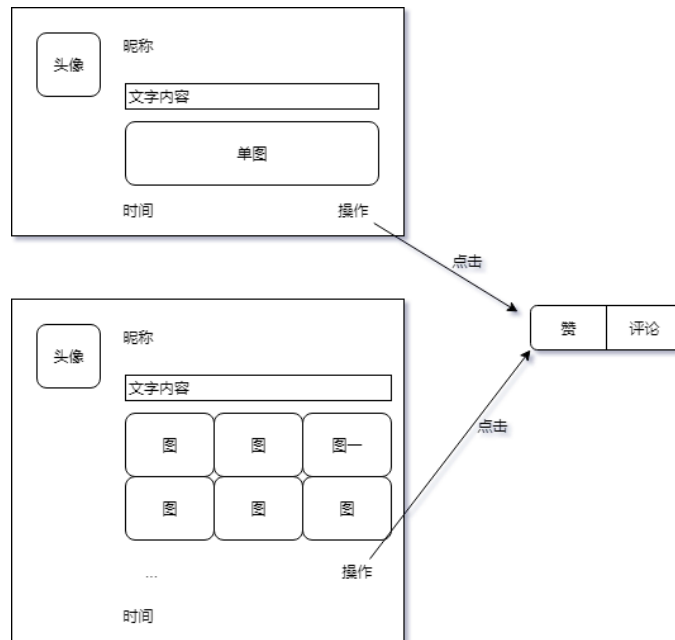 头像
昵称
文字内容
单图
时间
操作
点击
赞
评论
头像
昵称
文字内容
图
图
图一
图
图
图
点击
...
操作
时间